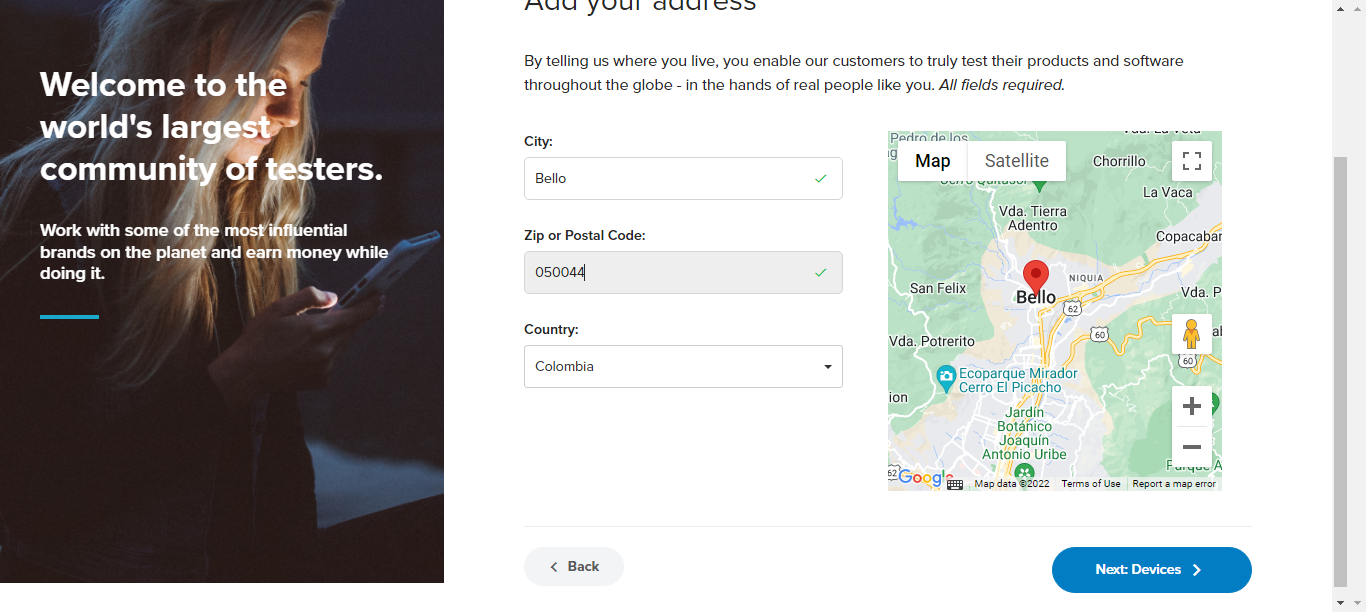 Add your address
Welcome to the
world's largest
community of testers.
Work with some of the most influential
brands on the planet and earn money while
doing it.
By telling us where you live, you enable our customers to truly test their products and software
throughout the globe - in the hands of real people like you. All fields required.
City:
Bello
Zip or Postal Code:
050044
Country:
Colombia
Pedro de los
Map
Satellite
Vda. La Veta
Chorrillo
Cerro Quitasol
La Vaca
Vda. Tierra
Adentro
Copacabar
NIQUIA
San Felix
Bello
Vda. P
62
60
Vda. Potrerito
60
Ecoparque Mirador
Cerro El Picacho
ion
Jardín
Botánico
Joaquín
Antonio Uribe
Parque A
62
Google
Map data ©2022
Terms of Use
Report a map error
Back
Next: Devices